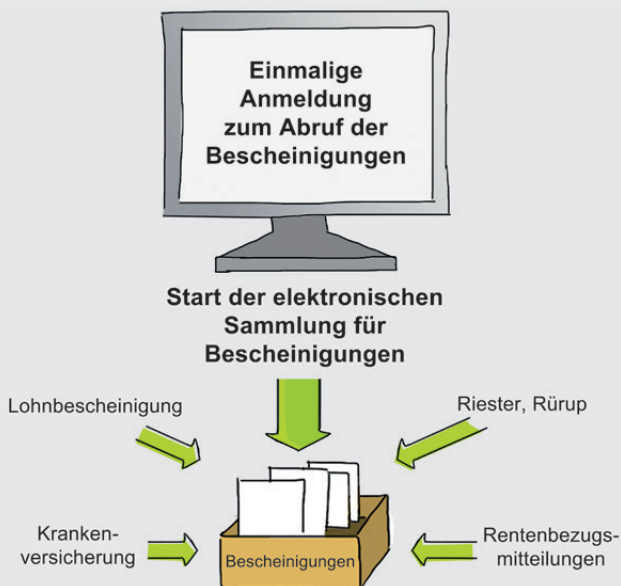 Einmalige
Anmeldung
zum Abruf der
Bescheinigungen
Start der elektronischen
Sammlung für
Bescheinigungen
Lohnbescheinigung
Riester, Rürup
Kranken-
versicherung
Bescheinigungen
Rentenbezugs-
mitteilungen